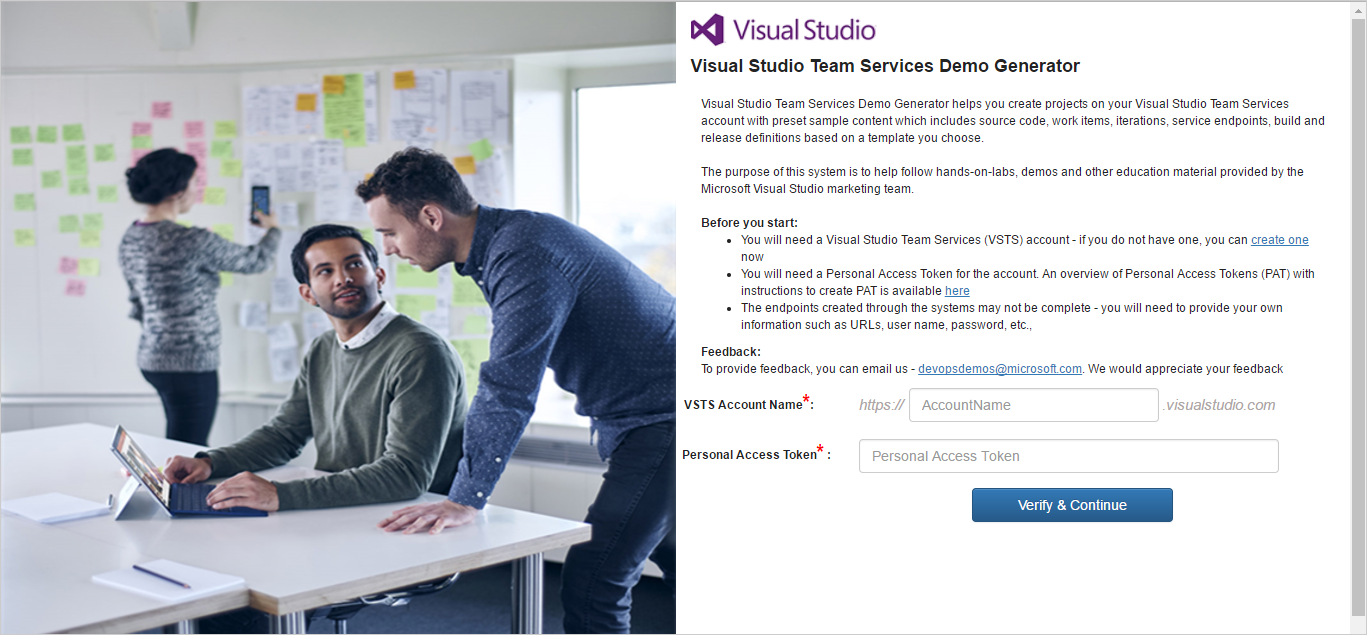 Visual Studio
Visual Studio Team Services Demo Generator
Visual Studio Team Services Demo Generator helps you create projects on your Visual Studio Team Services
account with preset sample content which includes source code, work items, iterations, service endpoints, build and
release definitions based on a template you choose.
The purpose of this system is to help follow hands-on-labs, demos and other education material provided by the
Microsoft Visual Studio marketing team.
Before you start:
• You will need a Visual Studio Team Services (VSTS) account - if you do not have one, you can create one
now
• You will need a Personal Access Token for the account. An overview of Personal Access Tokens (PAT) with
instructions to create PAT is available here
• The endpoints created through the systems may not be complete - you will need to provide your own
information such as URLs, user name, password, etc.,
Feedback:
To provide feedback, you can email us - devopsdemos@microsoft.com. We would appreciate your feedback
VSTS Account Name*: https:// AccountName .visualstudio.com
Personal Access Token* : Personal Access Token
Verify & Continue